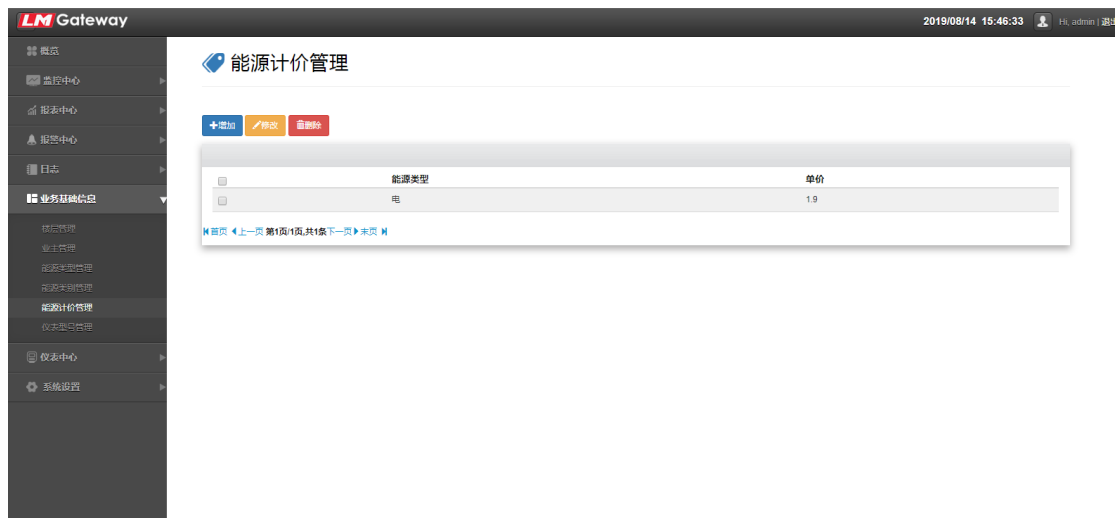 LM Gateway
2019/08/14 15:46:33 Hi, admin | 退出
概览
监控中心
报表中心
报警中心
日志
业务基础信息
楼层管理
业主管理
能源类型管理
能源类别管理
能源计价管理
仪表型号管理
仪表中心
系统设置
能源计价管理
增加 修改 删除
能源类型 单价
电 1.9
首页 上一页 第1页/1页,共1条 下一页 末页